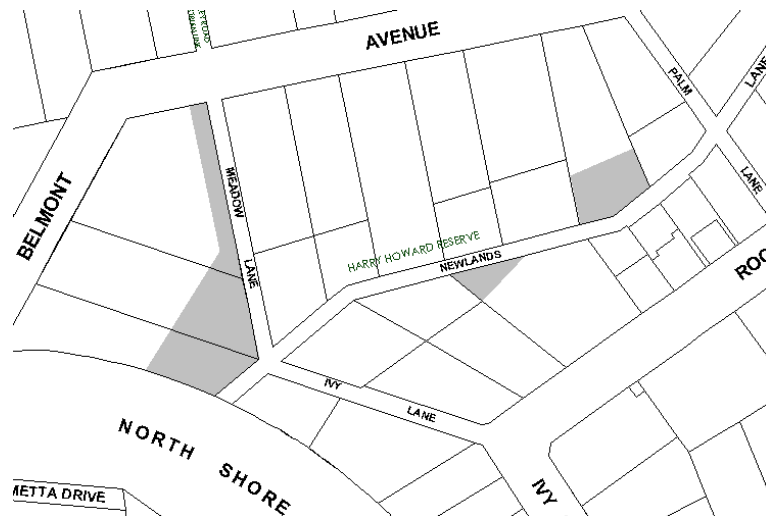 AVENUE
PALM
LANE
MEADOW
LANE
LANE
BELMONT
HARRY HOWARD RESERVE
NEWLANDS
ROC
IVY
LANE
NORTH SHORE
METTA DRIVE
IVY